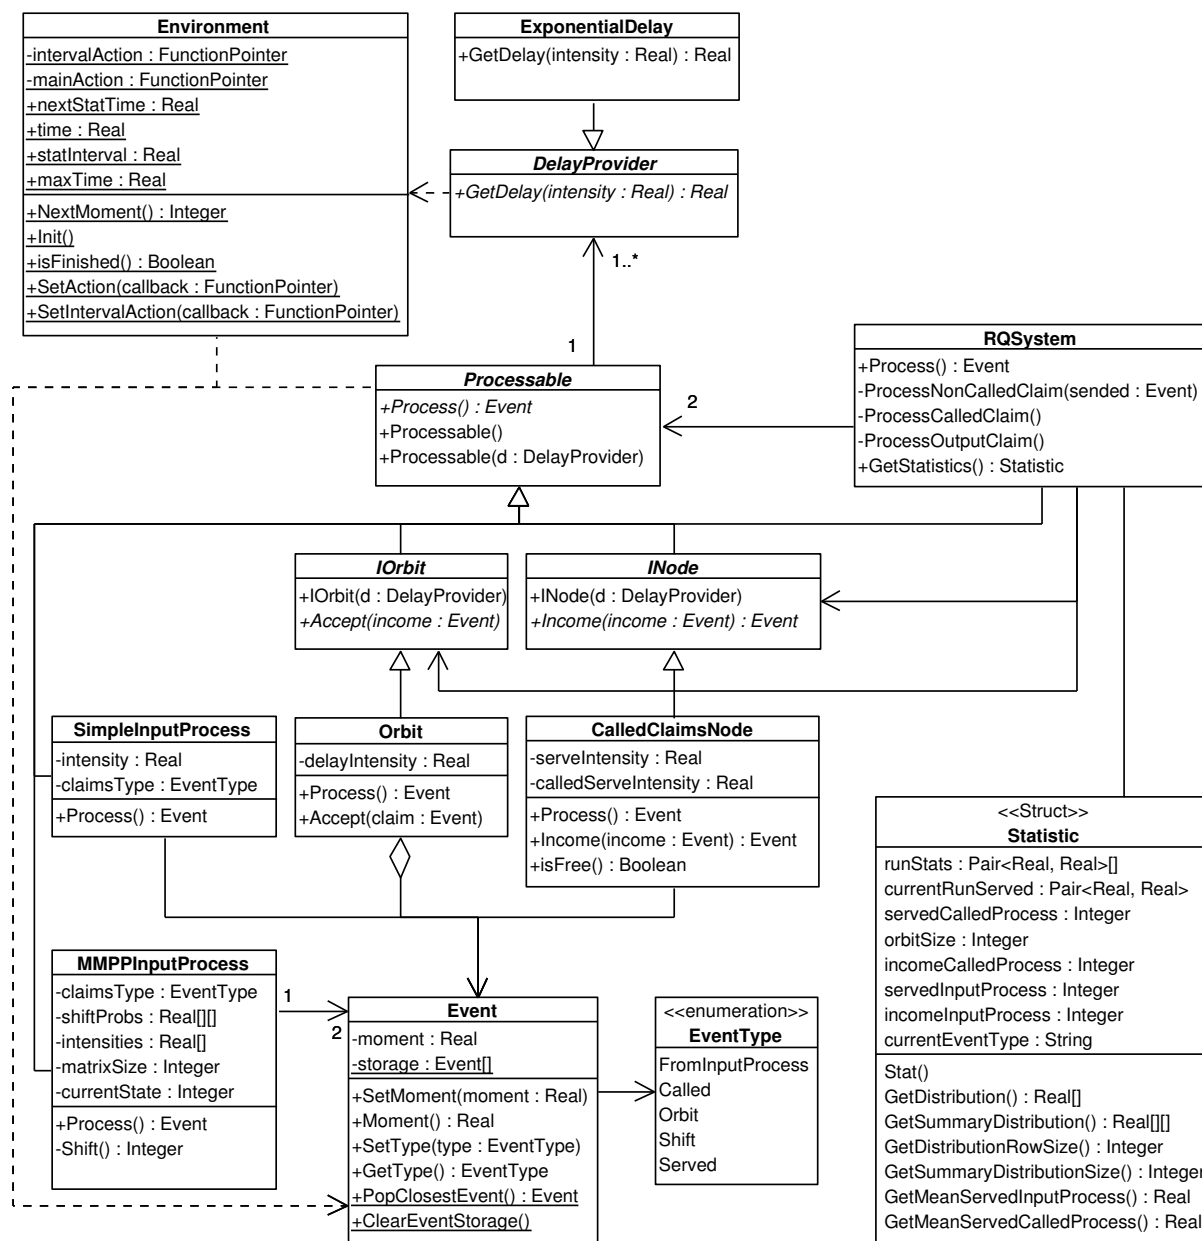 Environment
-intervalAction : FunctionPointer
-mainAction : FunctionPointer
+nextStatTime : Real
+time : Real
+statInterval : Real
+maxTime : Real
+NextMoment() : Integer
+Init()
+isFinished() : Boolean
+SetAction(callback : FunctionPointer)
+SetIntervalAction(callback : FunctionPointer)
ExponentialDelay
+GetDelay(intensity : Real) : Real
DelayProvider
+GetDelay(intensity : Real) : Real
1..*
1
Processable
+Process() : Event
+Processable()
+Processable(d : DelayProvider)
2
RQSystem
+Process() : Event
-ProcessNonCalledClaim(sended : Event)
-ProcessCalledClaim()
-ProcessOutputClaim()
+GetStatistics() : Statistic
IOrbit
+IOrbit(d : DelayProvider)
+Accept(income : Event)
INode
+INode(d : DelayProvider)
+Income(income : Event) : Event
SimpleInputProcess
-intensity : Real
-claimsType : EventType
+Process() : Event
Orbit
-delayIntensity : Real
+Process() : Event
+Accept(claim : Event)
CalledClaimsNode
-serveIntensity : Real
-calledServeIntensity : Real
+Process() : Event
+Income(income : Event) : Event
+isFree() : Boolean
<<Struct>>
Statistic
runStats : Pair<Real, Real>[]
currentRunServed : Pair<Real, Real>
servedCalledProcess : Integer
orbitSize : Integer
incomeCalledProcess : Integer
servedInputProcess : Integer
incomeInputProcess : Integer
currentEventType : String
Stat()
GetDistribution() : Real[]
GetSummaryDistribution() : Real[][]
GetDistributionRowSize() : Integer
GetSummaryDistributionSize() : Integer
GetMeanServedInputProcess() : Real
GetMeanServedCalledProcess() : Real
MMPPInputProcess
-claimsType : EventType
-shiftProbs : Real[][]
-intensities : Real[]
-matrixSize : Integer
-currentState : Integer
+Process() : Event
-Shift() : Integer
1
2
Event
-moment : Real
-storage : Event[]
+SetMoment(moment : Real)
+Moment() : Real
+SetType(type : EventType)
+GetType() : EventType
+PopClosestEvent() : Event
+ClearEventStorage()
<<enumeration>>
EventType
FromInputProcess
Called
Orbit
Shift
Served